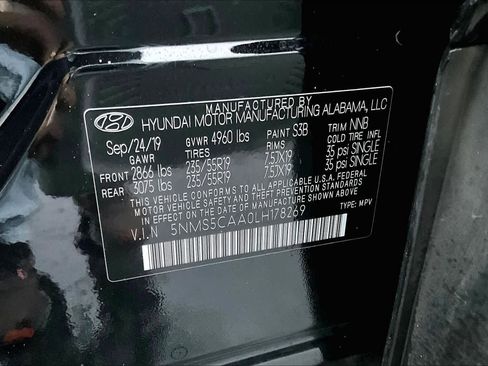 MANUFACTURED BY
HYUNDAI MOTOR MANUFACTURING ALABAMA, LLC
Sep/24/19 GVWR 4960 lbs PAINT S3B TRIM NNB
GAWR TIRES RIMS COLD TIRE INFL
FRONT 2866 lbs 235/55R19 7.5JX19 35 psi SINGLE
REAR 3075 lbs 235/55R19 7.5JX19 35 psi SINGLE
THIS VEHICLE CONFORMS TO ALL APPLICABLE U.S.A. FEDERAL
MOTOR VEHICLE SAFETY AND THEFT PREVENTION STANDARDS
IN EFFECT ON THE DATE OF MANUFACTURE SHOWN ABOVE.
V.I.N 5NMS5CAA0LH178269 TYPE: MPV